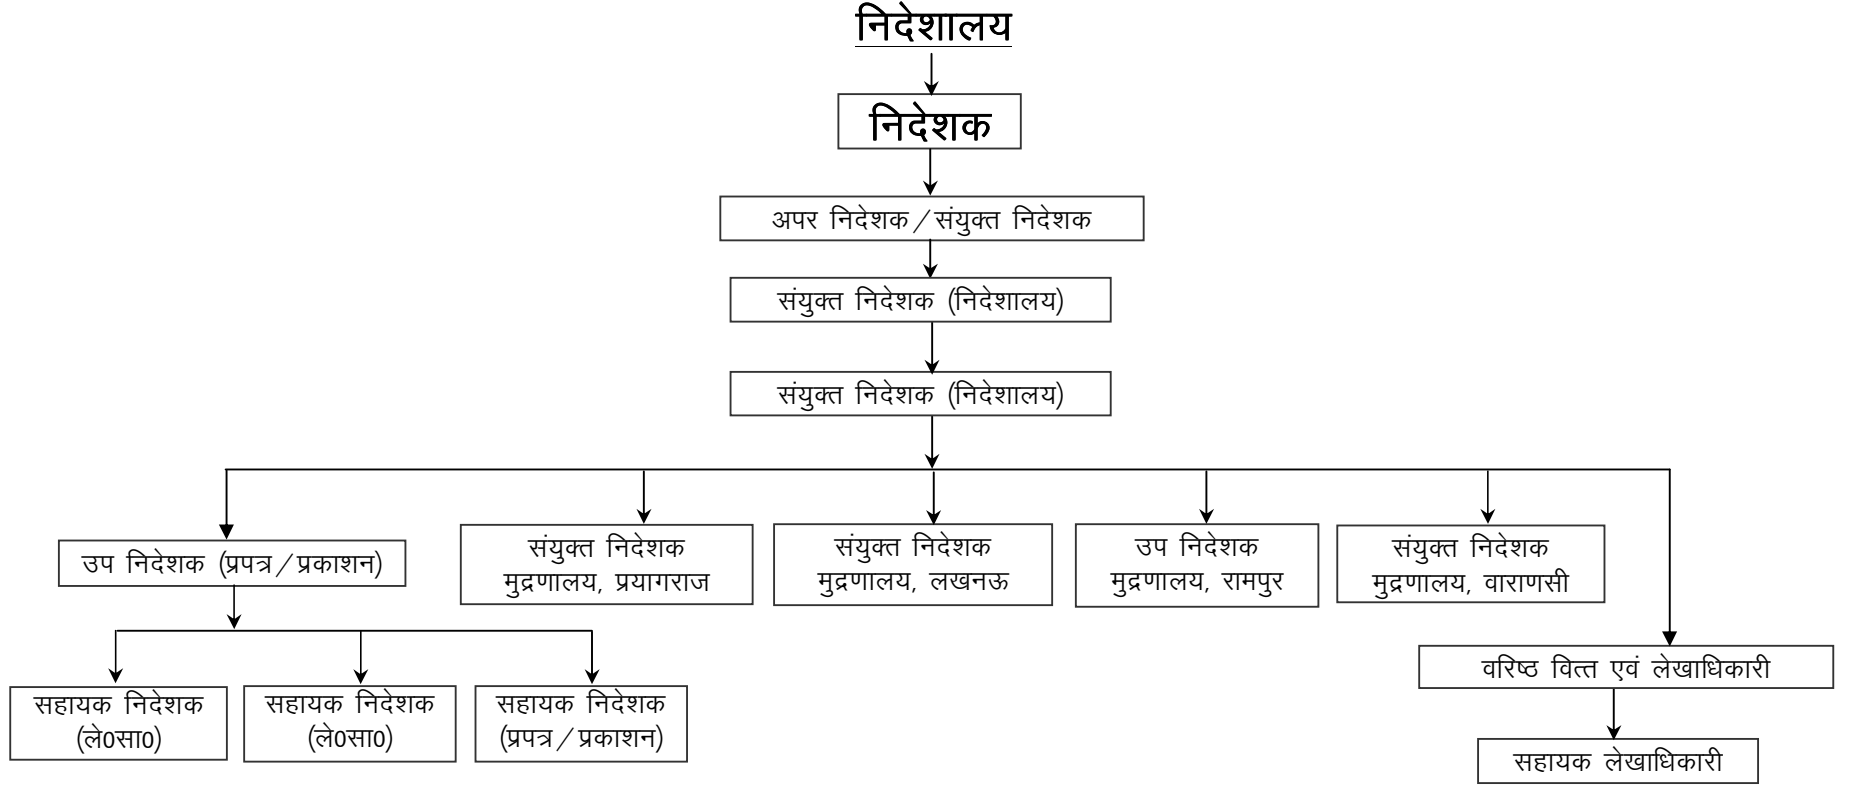 निदेशालय
निदेशक
अपर निदेशक/संयुक्त निदेशक
संयुक्त निदेशक (निदेशालय)
संयुक्त निदेशक (निदेशालय)
उप निदेशक (प्रपत्र/प्रकाशन)
संयुक्त निदेशक
मुद्रणालय, प्रयागराज
संयुक्त निदेशक
मुद्रणालय, लखनऊ
उप निदेशक
मुद्रणालय, रामपुर
संयुक्त निदेशक
मुद्रणालय, वाराणसी
वरिष्ठ वित्त एवं लेखाधिकारी
सहायक निदेशक
(ले0सा0)
सहायक निदेशक
(ले0सा0)
सहायक निदेशक
(प्रपत्र/प्रकाशन)
सहायक लेखाधिकारी